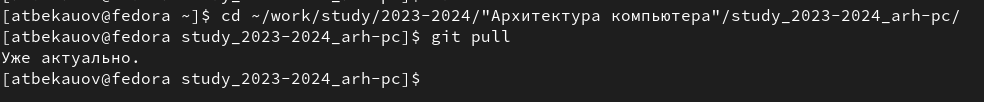 [atbekauov@fedora ~]$ cd ~/work/study/2023-2024/"Архитектура компьютера"/study_2023-2024_arh-pc/
[atbekauov@fedora study_2023-2024_arh-pc]$ git pull
Уже актуально.
[atbekauov@fedora study_2023-2024_arh-pc]$